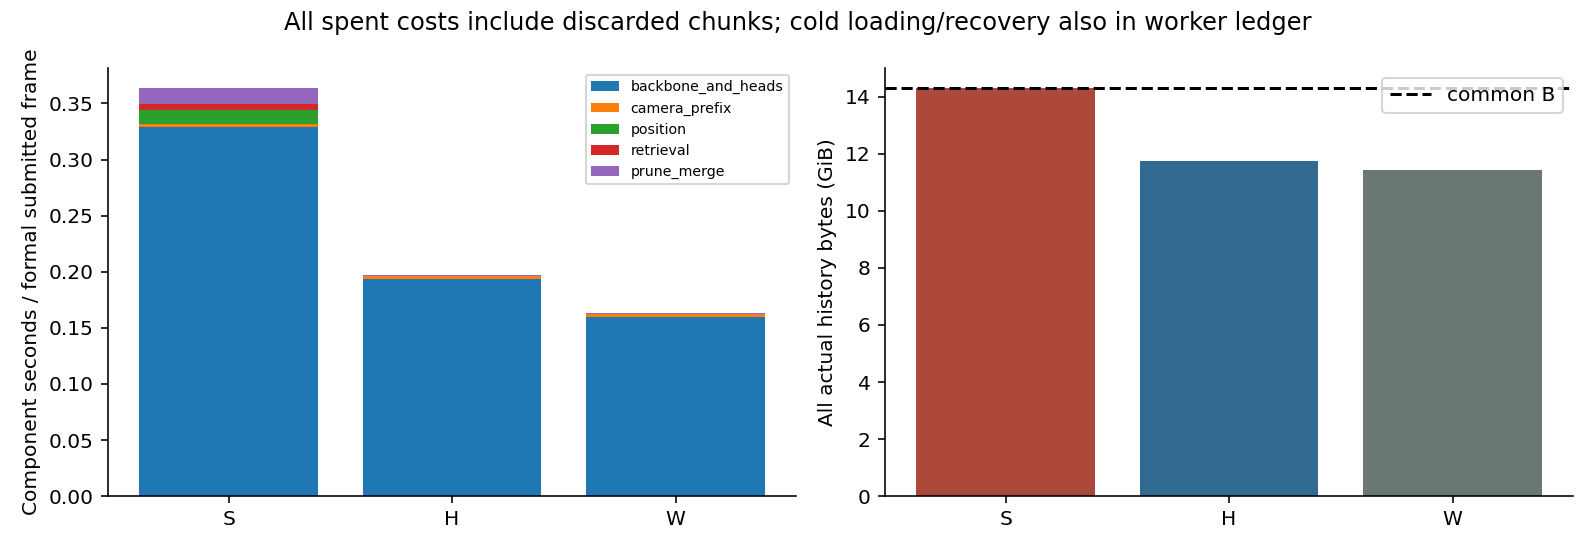 All spent costs include discarded chunks; cold loading/recovery also in worker ledger
Component seconds / formal submitted frame
0.35
0.30
0.25
0.20
0.15
0.10
0.05
0.00
S
H
W
backbone_and_heads
camera_prefix
position
retrieval
prune_merge
All actual history bytes (GiB)
14
12
10
8
6
4
2
0
S
H
W
common B